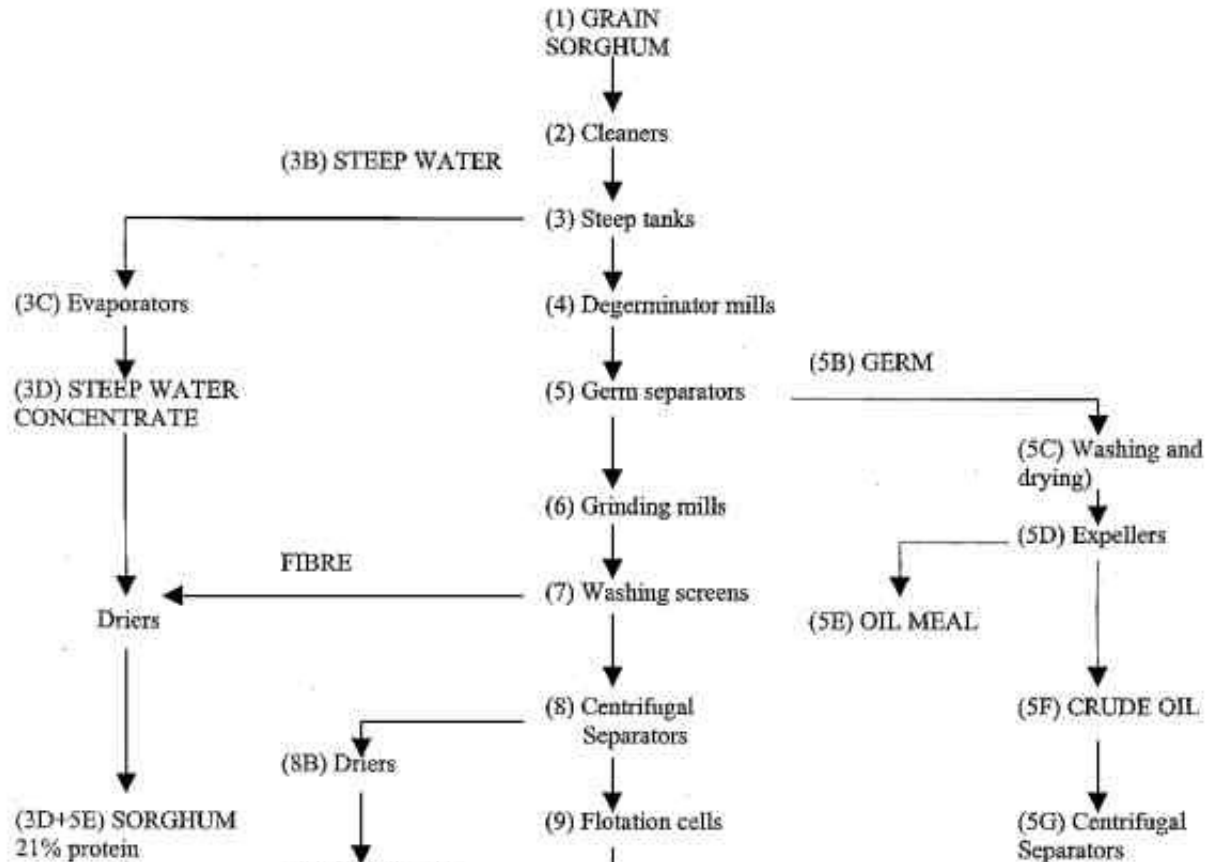 (1) GRAIN
SORGHUM
(2) Cleaners
(3B) STEEP WATER
(3) Steep tanks
(3C) Evaporators
(4) Degerminator mills
(5B) GERM
(3D) STEEP WATER
CONCENTRATE
(5) Germ separators
(5C) Washing and
drying)
(6) Grinding mills
(5D) Expellers
FIBRE
(7) Washing screens
Driers
(5E) OIL MEAL
(8) Centrifugal
Separators
(5F) CRUDE OIL
(8B) Driers
(3D+5E) SORGHUM
21% protein
(9) Flotation cells
(5G) Centrifugal
Separators